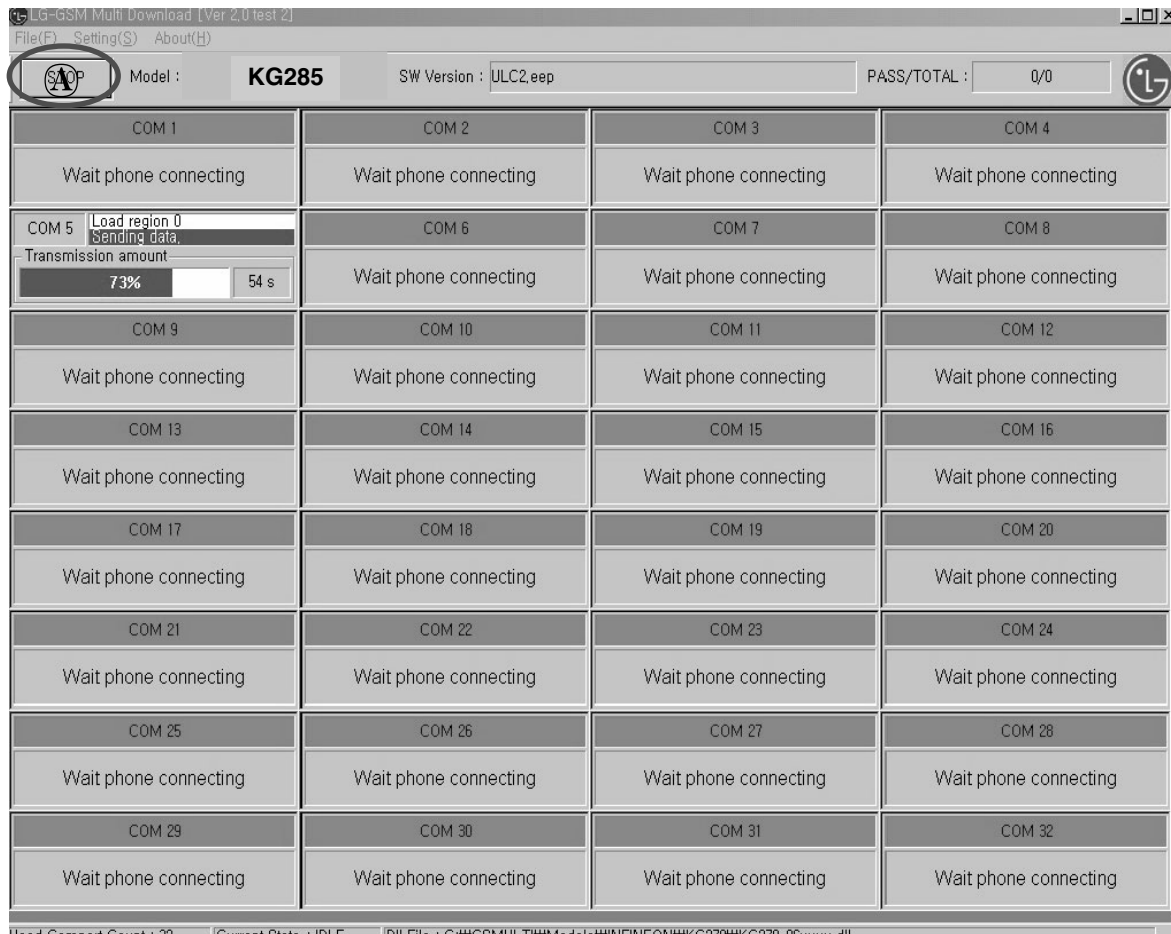 LG-GSM Multi Download [Ver 2,0 test 2]
File(F) Setting(S) About(H)
STOP A Model : KG285 SW Version : ULC2,eep PASS/TOTAL : 0/0
COM 1 COM 2 COM 3 COM 4
Wait phone connecting Wait phone connecting Wait phone connecting Wait phone connecting
COM 5 Load region 0 COM 6 COM 7 COM 8
Sending data,
Transmission amount
73% 54 s Wait phone connecting Wait phone connecting Wait phone connecting
COM 9 COM 10 COM 11 COM 12
Wait phone connecting Wait phone connecting Wait phone connecting Wait phone connecting
COM 13 COM 14 COM 15 COM 16
Wait phone connecting Wait phone connecting Wait phone connecting Wait phone connecting
COM 17 COM 18 COM 19 COM 20
Wait phone connecting Wait phone connecting Wait phone connecting Wait phone connecting
COM 21 COM 22 COM 23 COM 24
Wait phone connecting Wait phone connecting Wait phone connecting Wait phone connecting
COM 25 COM 26 COM 27 COM 28
Wait phone connecting Wait phone connecting Wait phone connecting Wait phone connecting
COM 29 COM 30 COM 31 COM 32
Wait phone connecting Wait phone connecting Wait phone connecting Wait phone connecting